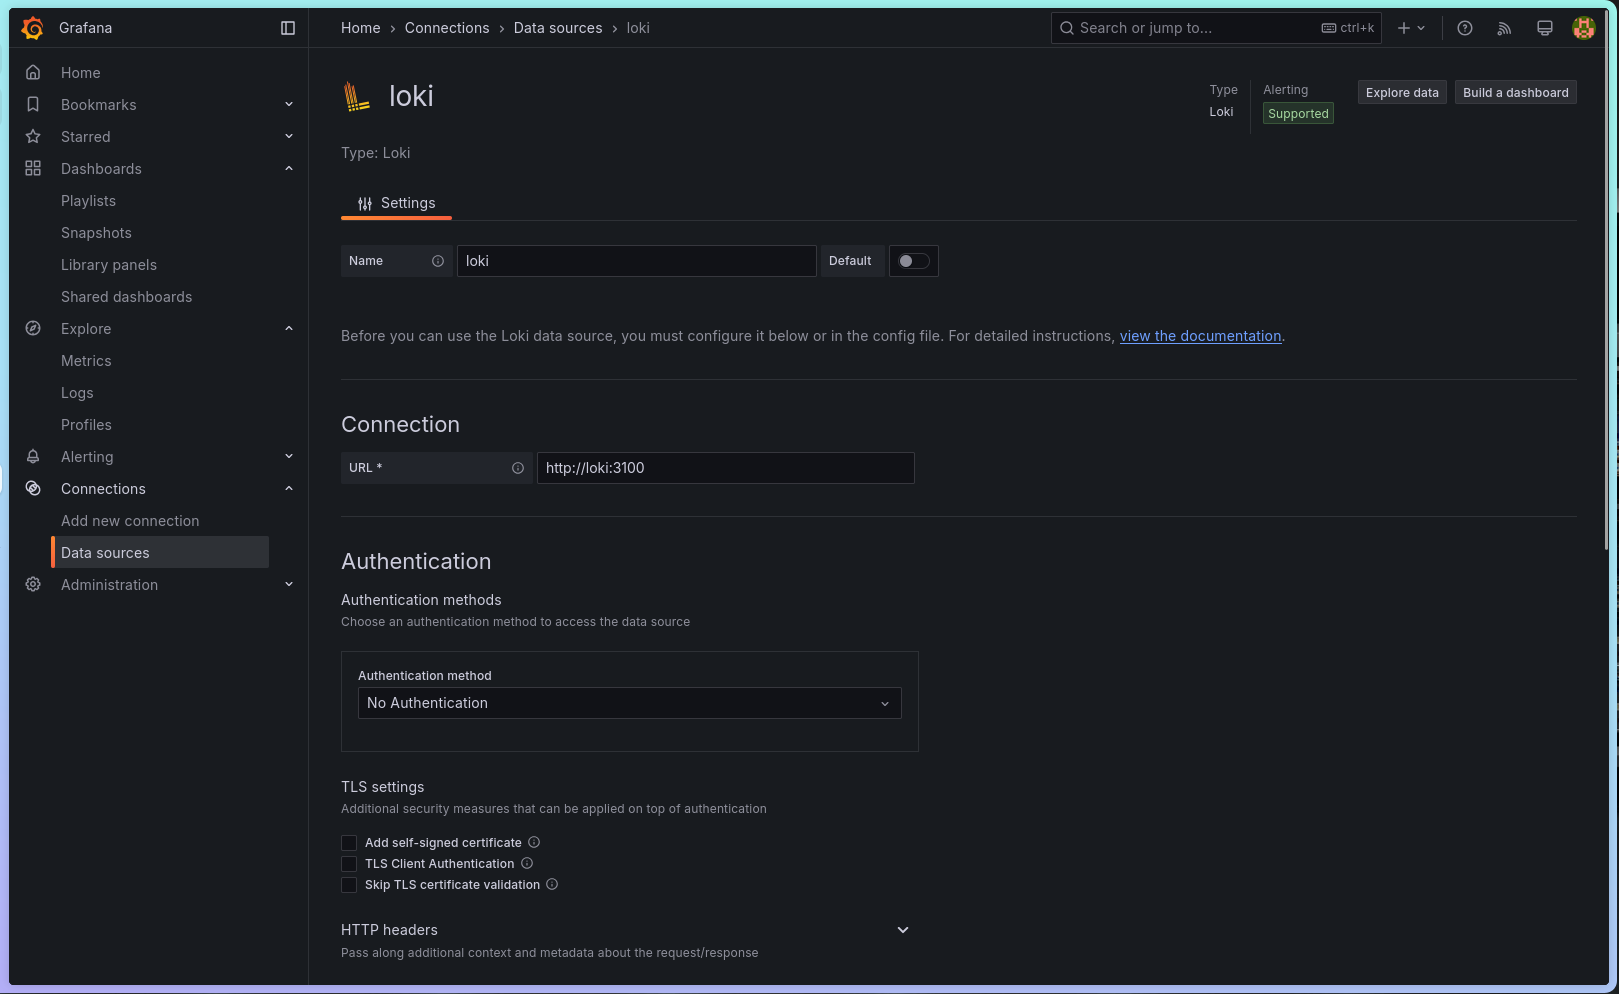 Grafana
Home › Connections › Data sources › loki
Search or jump to...
ctrl+k
Home
Bookmarks
Starred
Dashboards
Playlists
Snapshots
Library panels
Shared dashboards
Explore
Metrics
Logs
Profiles
Alerting
Connections
Add new connection
Data sources
Administration
loki
Type
Loki
Alerting
Supported
Explore data
Build a dashboard
Type: Loki
Settings
Name
loki
Default
Before you can use the Loki data source, you must configure it below or in the config file. For detailed instructions, view the documentation.
Connection
URL *
http://loki:3100
Authentication
Authentication methods
Choose an authentication method to access the data source
Authentication method
No Authentication
TLS settings
Additional security measures that can be applied on top of authentication
Add self-signed certificate
TLS Client Authentication
Skip TLS certificate validation
HTTP headers
Pass along additional context and metadata about the request/response